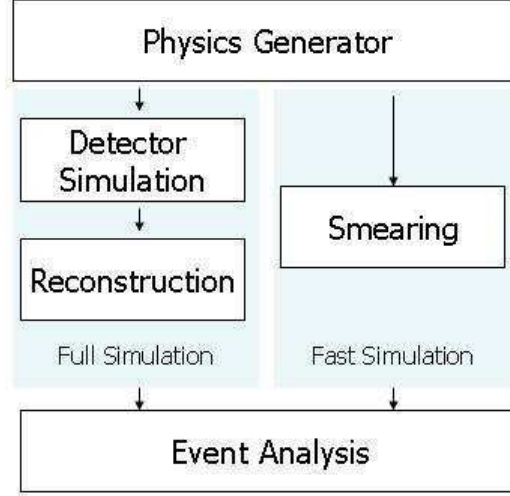 Physics Generator
Detector
Simulation
Reconstruction
Full Simulation
Smearing
Fast Simulation
Event Analysis